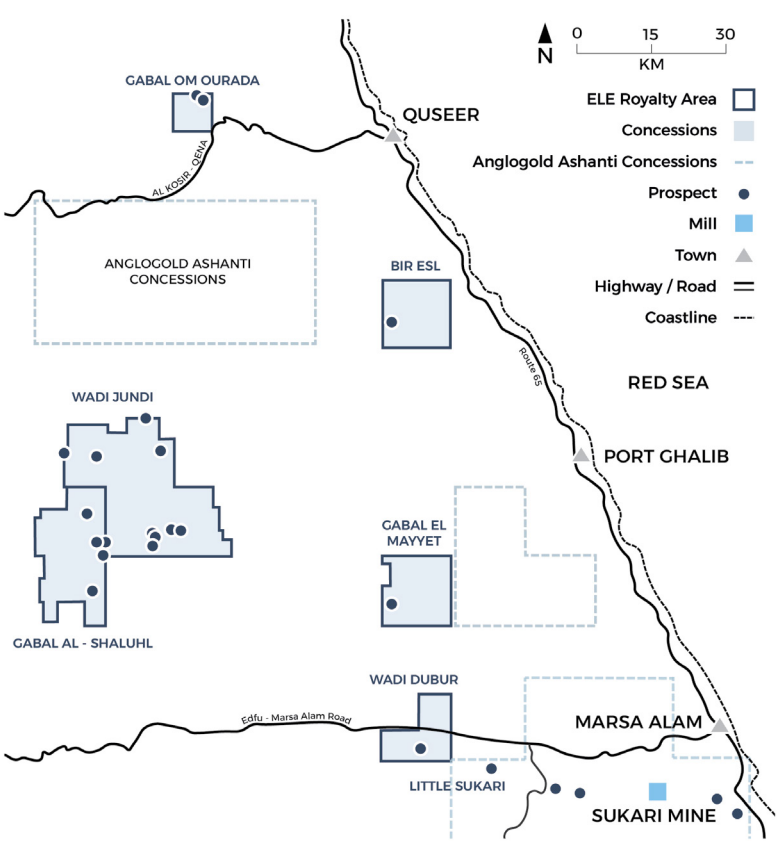 0 15 30
N
KM
GABAL OM OURADA
QUSEER
ELE Royalty Area
Concessions
AL KOSIR - QENA
Anglogold Ashanti Concessions
Prospect
Mill
Town
ANGLOGOLD ASHANTI
CONCESSIONS
BIR ESL
Highway / Road
Coastline
Route 65
RED SEA
WADI JUNDI
PORT GHALIB
GABAL EL
MAYYET
GABAL AL - SHALUHL
WADI DUBUR
Edfu - Marsa Alam Road
MARSA ALAM
LITTLE SUKARI
SUKARI MINE